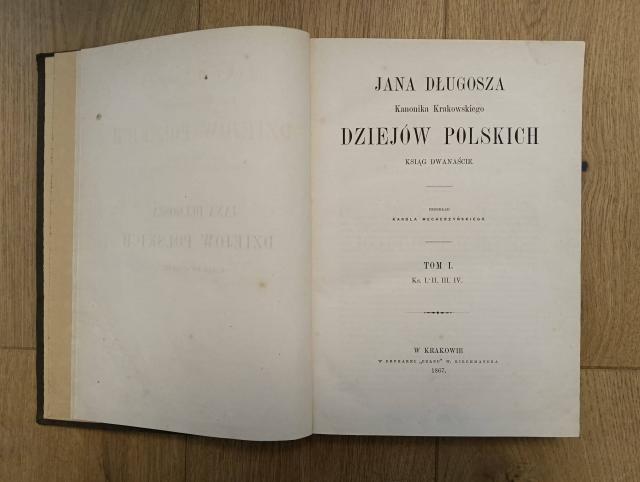 JANA DŁUGOSZA
Kanonika Krakowskiego
DZIEJÓW POLSKICH
KSIĄG DWANAŚCIE.
PRZEKŁAD
KAROLA MECHERZYŃSKIEGO.
TOM I.
Ks. I. II. III. IV.
W KRAKOWIE
W DRUKARNI „CZASU" W. KIRCHMAYERA
1867.